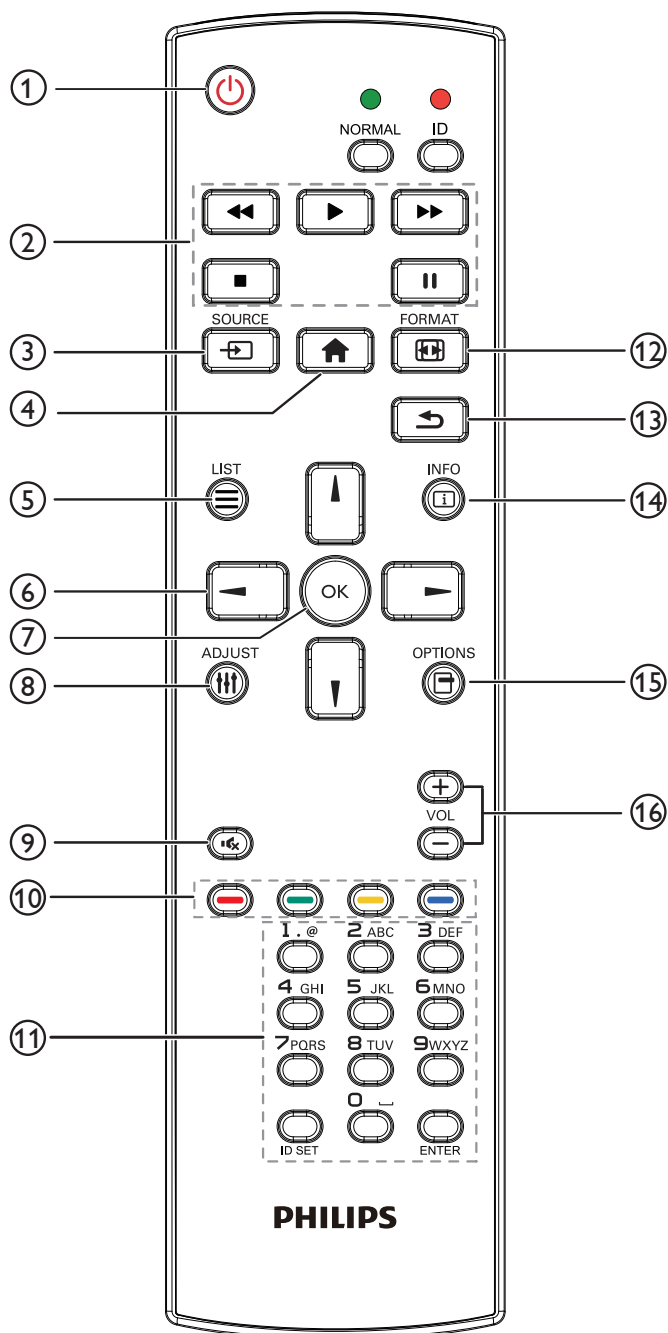 ①
NORMAL ID
②
SOURCE FORMAT
③ ⑫
④
⑬
LIST INFO
⑤ ⑭
⑥
OK
⑦
ADJUST OPTIONS
⑧ ⑮
VOL
⑯
⑨
⑩
1 . @ 2 ABC 3 DEF
4 GHI 5 JKL 6 MNO
⑪
7 PQRS 8 TUV 9 WXYZ
0
ID SET ENTER
PHILIPS